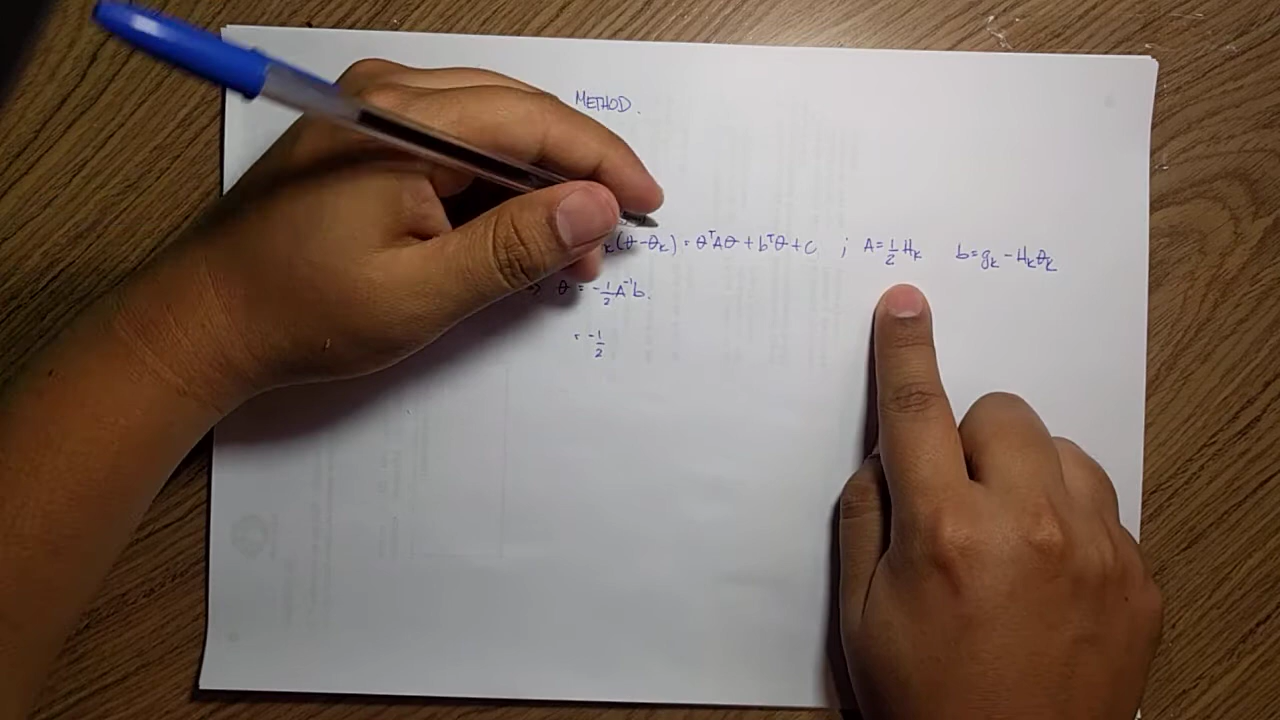 METHOD.
k(θ-θk) = θᵀAθ + bᵀθ + C ; A = 1/2 Hk b = gk - Hkθk
θ = -1/2 A⁻¹b.
= -1/2